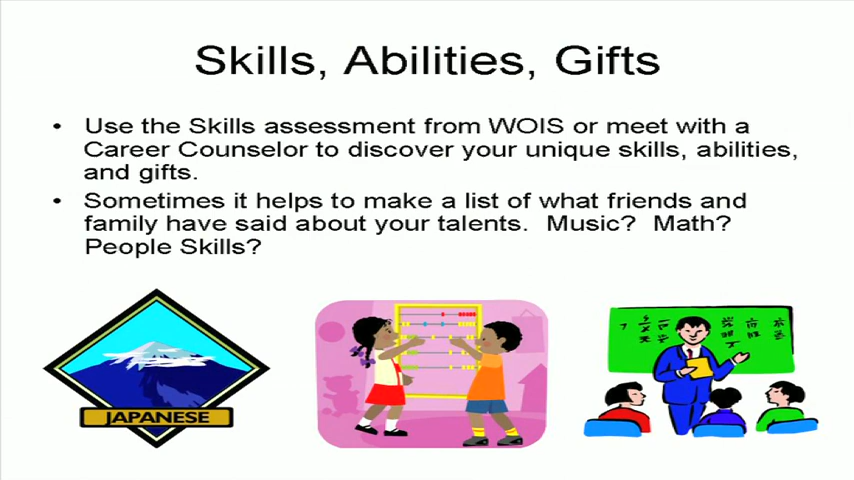 Skills, Abilities, Gifts
• Use the Skills assessment from WOIS or meet with a
Career Counselor to discover your unique skills, abilities,
and gifts.
• Sometimes it helps to make a list of what friends and
family have said about your talents.  Music?  Math?
People Skills?
JAPANESE